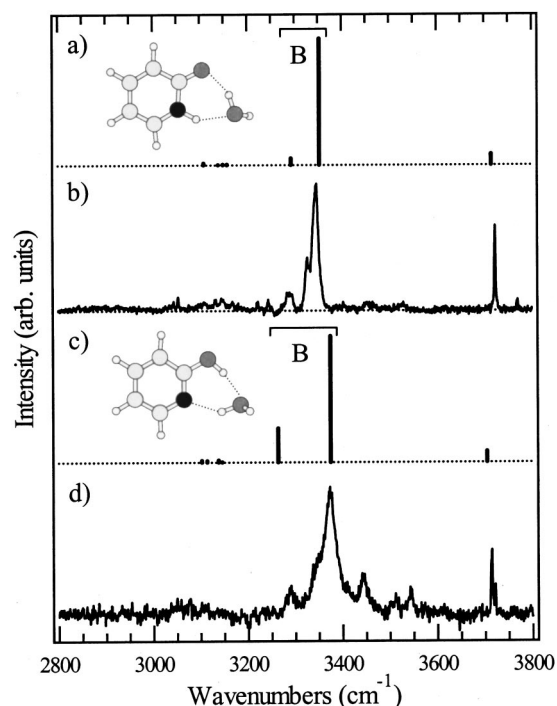 a)
B
b)
c)
B
d)
Intensity (arb. units)
2800 3000 3200 3400 3600 3800
Wavenumbers (cm⁻¹)